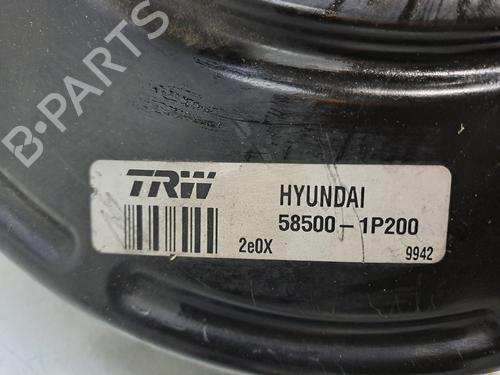 B-PARTS
TRW HYUNDAI
58500-1P200
2e0X 9942